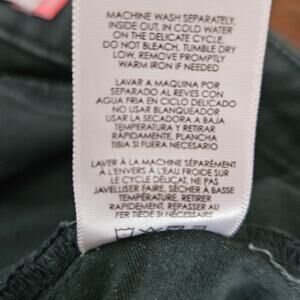 MACHINE WASH SEPARATELY,
INSIDE OUT, IN COLD WATER
ON THE DELICATE CYCLE.
DO NOT BLEACH. TUMBLE DRY
LOW, REMOVE PROMPTLY
WARM IRON IF NEEDED
LAVAR A MAQUINA POR
SEPARADO AL REVES CON
AGUA FRIA EN CICLO DELICADO
NO USAR BLANQUEADOR
USAR LA SECADORA A BAJA
TEMPERATURA Y RETIRAR
RÁPIDAMENTE, PLANCHA
TIBIA SI FUERA NECESARIO
LAVER À LA MACHINE SÉPARÉMENT
À L'ENVERS À L'EAU FROIDE SUR
LE CYCLE DÉLICAT, NE PAS
JAVELLISER FAIRE, SÉCHER À BASSE
TEMPÉRATURE, RETIRER
RAPIDEMENT, REPASSER AU
FER TIÈDE SI NÉCESSAIRE